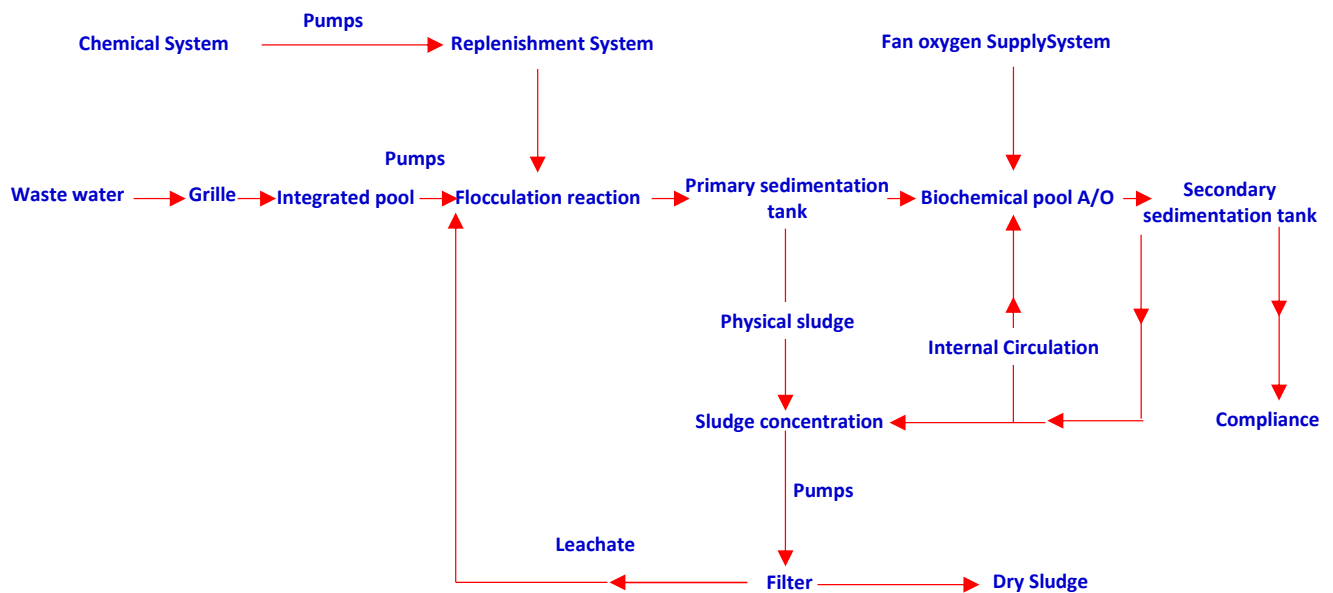 Pumps
Chemical System
Replenishment System
Fan oxygen SupplySystem
Pumps
Waste water
Grille
Integrated pool
Flocculation reaction
Primary sedimentation
tank
Biochemical pool A/O
Secondary
sedimentation tank
Physical sludge
Internal Circulation
Sludge concentration
Compliance
Pumps
Leachate
Filter
Dry Sludge